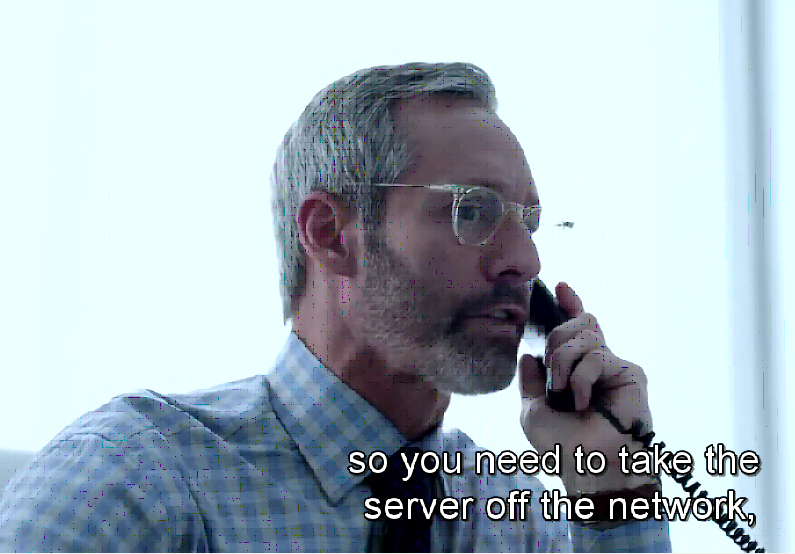 so you need to take the
server off the network,